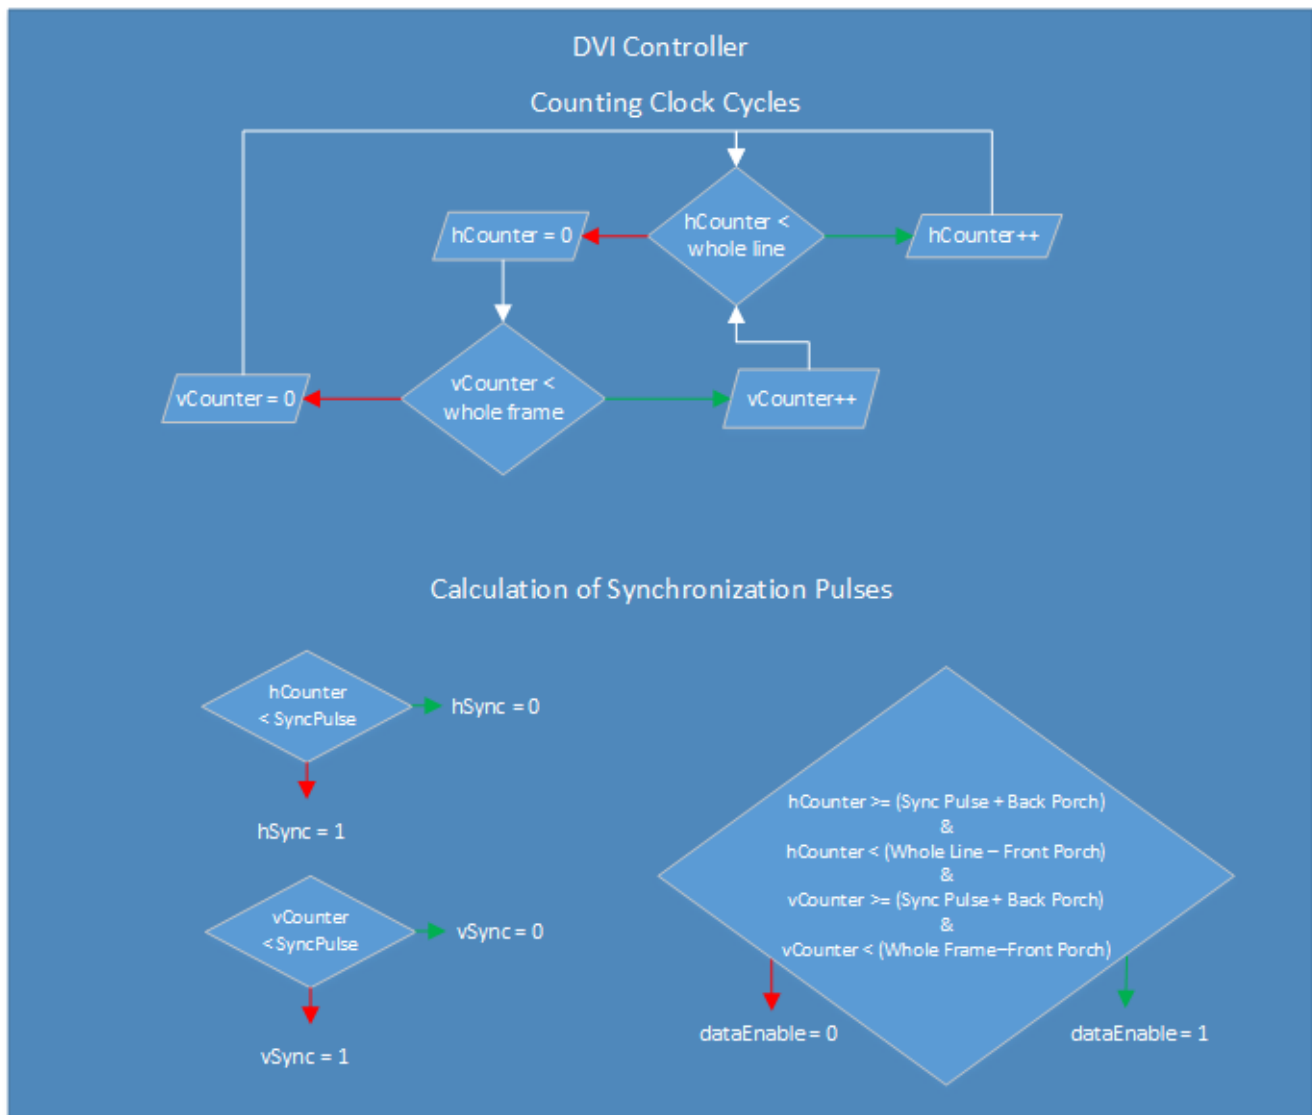 DVI Controller
Counting Clock Cycles
hCounter <
whole line
hCounter = 0
hCounter++
vCounter <
whole frame
vCounter = 0
vCounter++
Calculation of Synchronization Pulses
hCounter
< SyncPulse
hSync = 0
hSync = 1
vCounter
< SyncPulse
vSync = 0
vSync = 1
hCounter >= (Sync Pulse + Back Porch)
&
hCounter < (Whole Line – Front Porch)
&
vCounter >= (Sync Pulse + Back Porch)
&
vCounter < (Whole Frame–Front Porch)
dataEnable = 0
dataEnable = 1